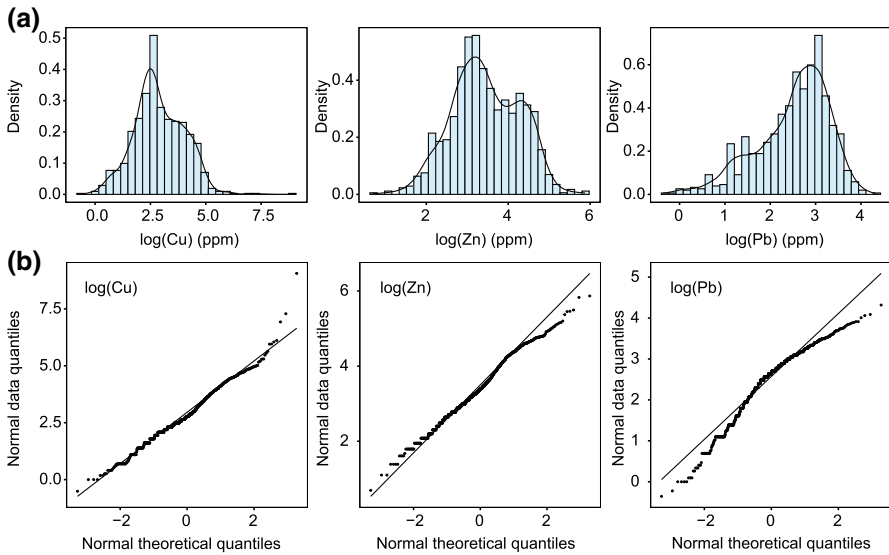 (a)
Density
0.5
0.4
0.3
0.2
0.1
0.0
0.0 2.5 5.0 7.5
log(Cu) (ppm)
Density
0.4
0.2
0.0
2 4 6
log(Zn) (ppm)
Density
0.6
0.4
0.2
0.0
0 1 2 3 4
log(Pb) (ppm)
(b)
log(Cu)
Normal data quantiles
7.5
5.0
2.5
0.0
−2 0 2
Normal theoretical quantiles
log(Zn)
Normal data quantiles
6
4
2
−2 0 2
Normal theoretical quantiles
log(Pb)
Normal data quantiles
5
4
3
2
1
0
−2 0 2
Normal theoretical quantiles